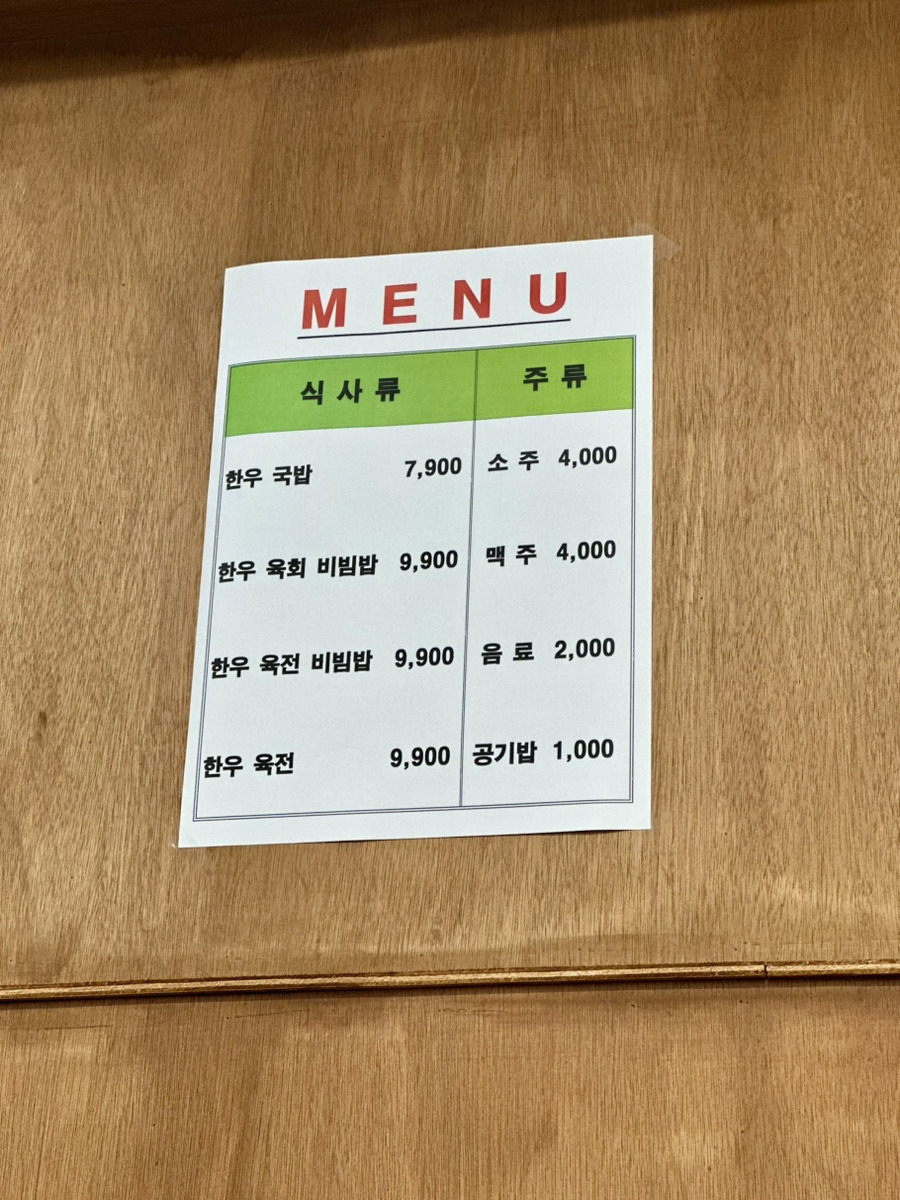 M E N U
식 사 류 주 류
한우 국밥 7,900 소 주 4,000
한우 육회 비빔밥 9,900 맥 주 4,000
한우 육전 비빔밥 9,900 음 료 2,000
한우 육전 9,900 공기밥 1,000